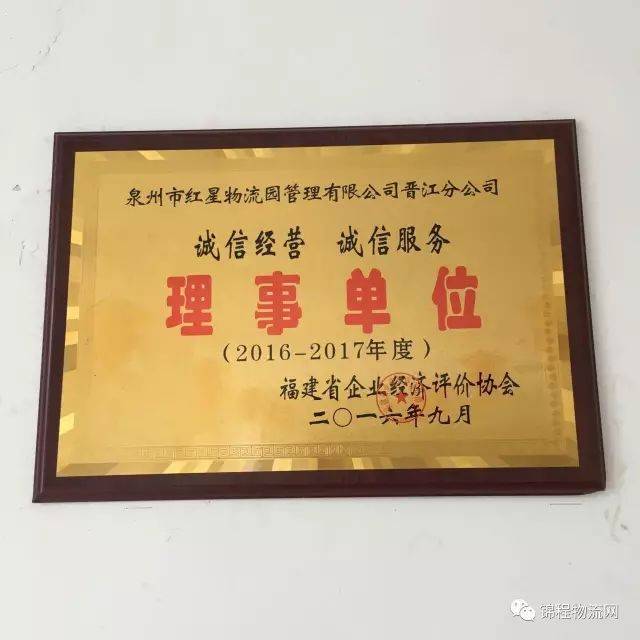 泉州市红星物流园管理有限公司晋江分公司
诚信经营 诚信服务
理事单位
（2016-2017年度）
福建省企业经济评价协会
二〇一六年九月
锦程物流网